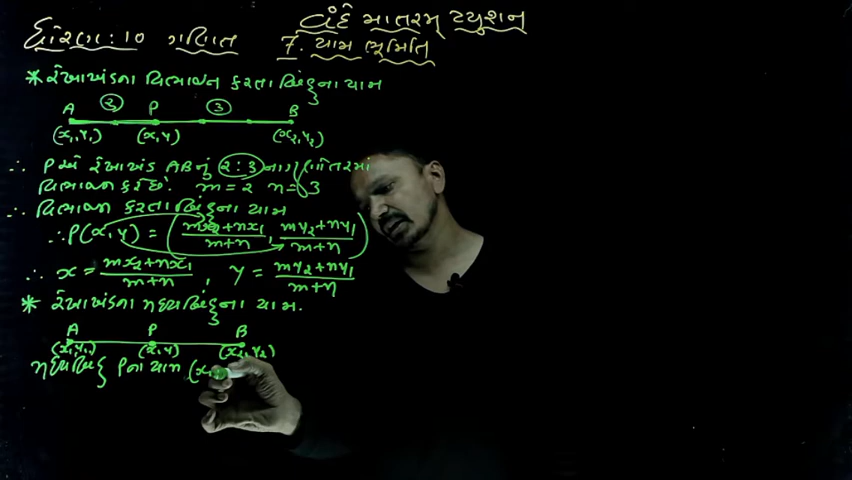 વંદે માતરમ્ ટ્યુશન
ધોરણ : 10 ગણિત 7. યામ ભૂમિતિ
* રેખાખંડના વિભાજન કરતા બિંદુના યામ
A 2 P 3 B
(x₁, y₁) (x, y) (x₂, y₂)
∴ P એ રેખાખંડ ABનું 2 : 3 ના ગુણોત્તરમાં
વિભાજન કરે છે. m = 2 n = 3
∴ વિભાજન કરતા બિંદુના યામ
∴ P(x, y) = (mx₂+nx₁/m+n, my₂+ny₁/m+n)
∴ x = mx₂+nx₁/m+n, y = my₂+ny₁/m+n
* રેખાખંડના મધ્યબિંદુના યામ.
A P B
(x₁, y₁) (x, y) (x₂, y₂)
મધ્યબિંદુ Pના યામ (x,